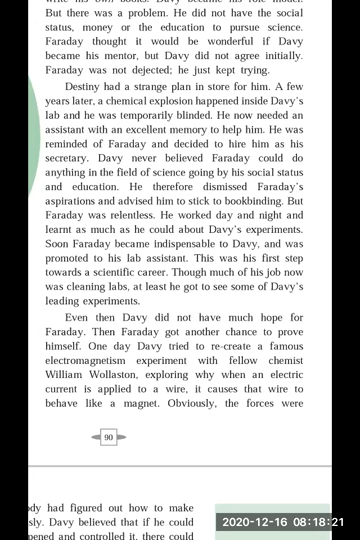 write his own books. Davy became his role model.
But there was a problem. He did not have the social
status, money or the education to pursue science.
Faraday thought it would be wonderful if Davy
became his mentor, but Davy did not agree initially.
Faraday was not dejected; he just kept trying.
Destiny had a strange plan in store for him. A few
years later, a chemical explosion happened inside Davy's
lab and he was temporarily blinded. He now needed an
assistant with an excellent memory to help him. He was
reminded of Faraday and decided to hire him as his
secretary. Davy never believed Faraday could do
anything in the field of science going by his social status
and education. He therefore dismissed Faraday's
aspirations and advised him to stick to bookbinding. But
Faraday was relentless. He worked day and night and
learnt as much as he could about Davy's experiments.
Soon Faraday became indispensable to Davy, and was
promoted to his lab assistant. This was his first step
towards a scientific career. Though much of his job now
was cleaning labs, at least he got to see some of Davy's
leading experiments.
Even then Davy did not have much hope for
Faraday. Then Faraday got another chance to prove
himself. One day Davy tried to re-create a famous
electromagnetism experiment with fellow chemist
William Wollaston, exploring why when an electric
current is applied to a wire, it causes that wire to
behave like a magnet. Obviously, the forces were
90
ody had figured out how to make
sly. Davy believed that if he could
pened and controlled it, there could
2020-12-16 08:18:21